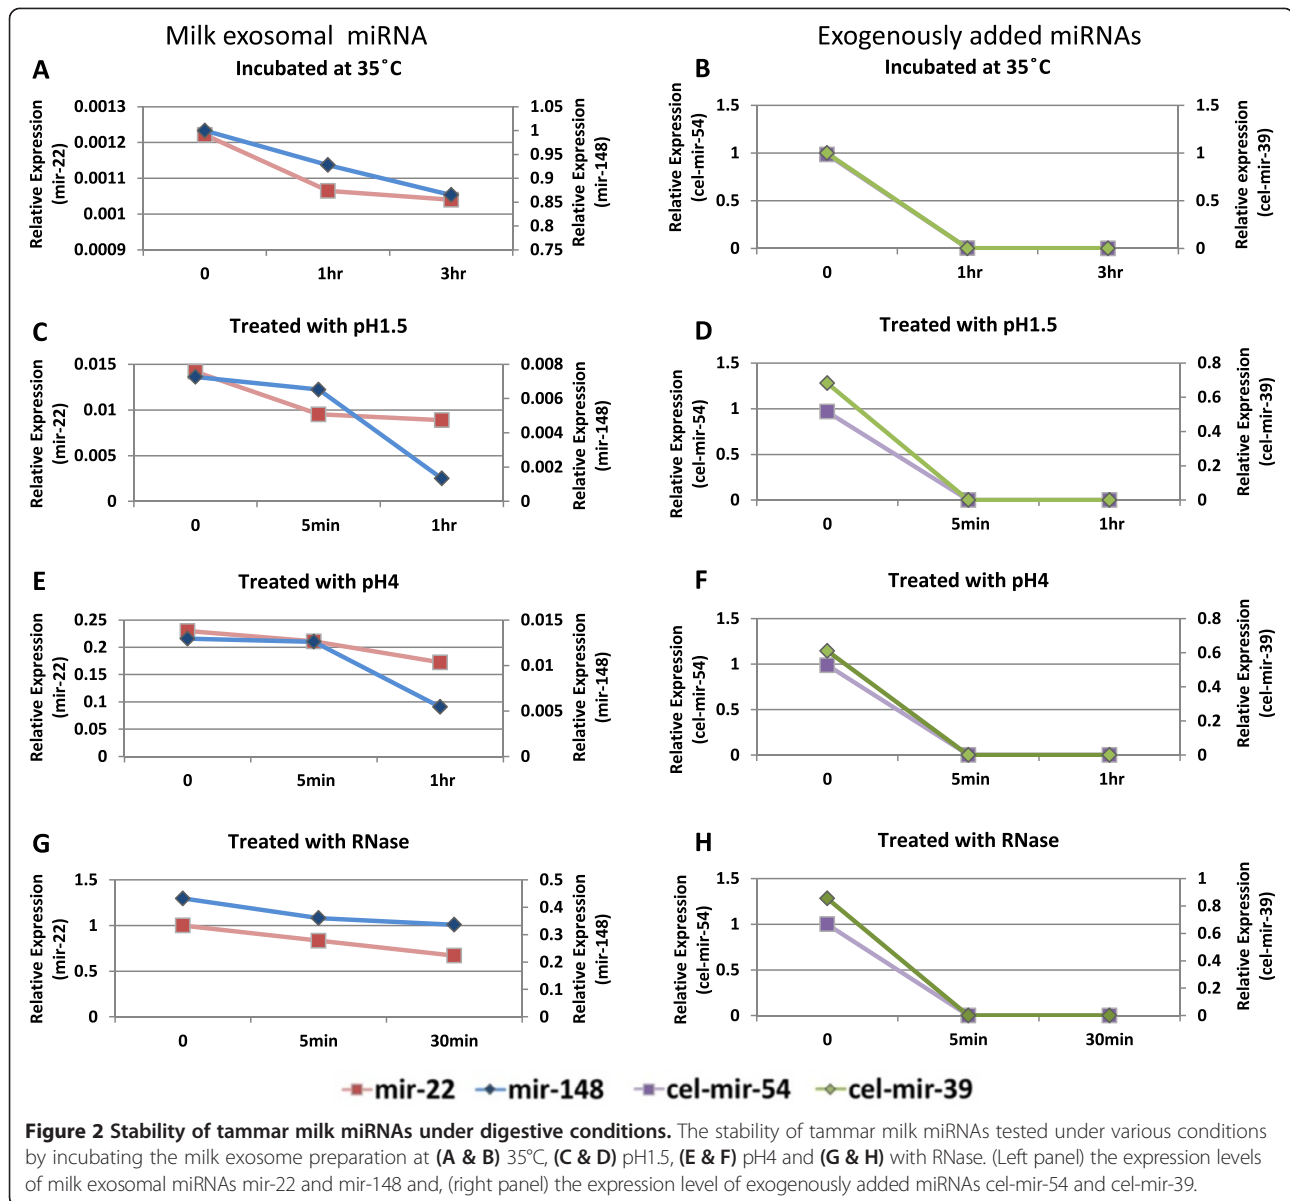 Milk exosomal miRNA
Exogenously added miRNAs
A
Incubated at 35˚C
Relative Expression
(mir-22)
0.0013
0.0012
0.0011
0.001
0.0009
1.05
1
0.95
0.9
0.85
0.8
0.75
Relative Expression
(mir-148)
0 1hr 3hr
B
Incubated at 35˚C
Relative Expression
(cel-mir-54)
1.5
1
0.5
0
1.5
1
0.5
0
Relative expression
(cel-mir-39)
0 1hr 3hr
C
Treated with pH1.5
Relative Expression
(mir-22)
0.015
0.01
0.005
0
0.008
0.006
0.004
0.002
0
Relative Expression
(mir-148)
0 5min 1hr
D
Treated with pH1.5
Relative Expression
(cel-mir-54)
1.5
1
0.5
0
0.8
0.6
0.4
0.2
0
Relative Expression
(cel-mir-39)
0 5min 1hr
E
Treated with pH4
Relative Expression
(mir-22)
0.25
0.2
0.15
0.1
0.05
0
0.015
0.01
0.005
0
Relative Expression
(mir-148)
0 5min 1hr
F
Treated with pH4
Relative Expression
(cel-mir-54)
1.5
1
0.5
0
0.8
0.6
0.4
0.2
0
Relative Expression
(cel-mir-39)
0 5min 1hr
G
Treated with RNase
Relative Expression
(mir-22)
1.5
1
0.5
0
0.5
0.4
0.3
0.2
0.1
0
Relative Expression
(mir-148)
0 5min 30min
H
Treated with RNase
Relative Expression
(cel-mir-54)
1.5
1
0.5
0
1
0.8
0.6
0.4
0.2
0
Relative Expression
(cel-mir-39)
0 5min 30min
mir-22 mir-148 cel-mir-54 cel-mir-39
Figure 2 Stability of tammar milk miRNAs under digestive conditions. The stability of tammar milk miRNAs tested under various conditions
by incubating the milk exosome preparation at (A & B) 35°C, (C & D) pH1.5, (E & F) pH4 and (G & H) with RNase. (Left panel) the expression levels
of milk exosomal miRNAs mir-22 and mir-148 and, (right panel) the expression level of exogenously added miRNAs cel-mir-54 and cel-mir-39.